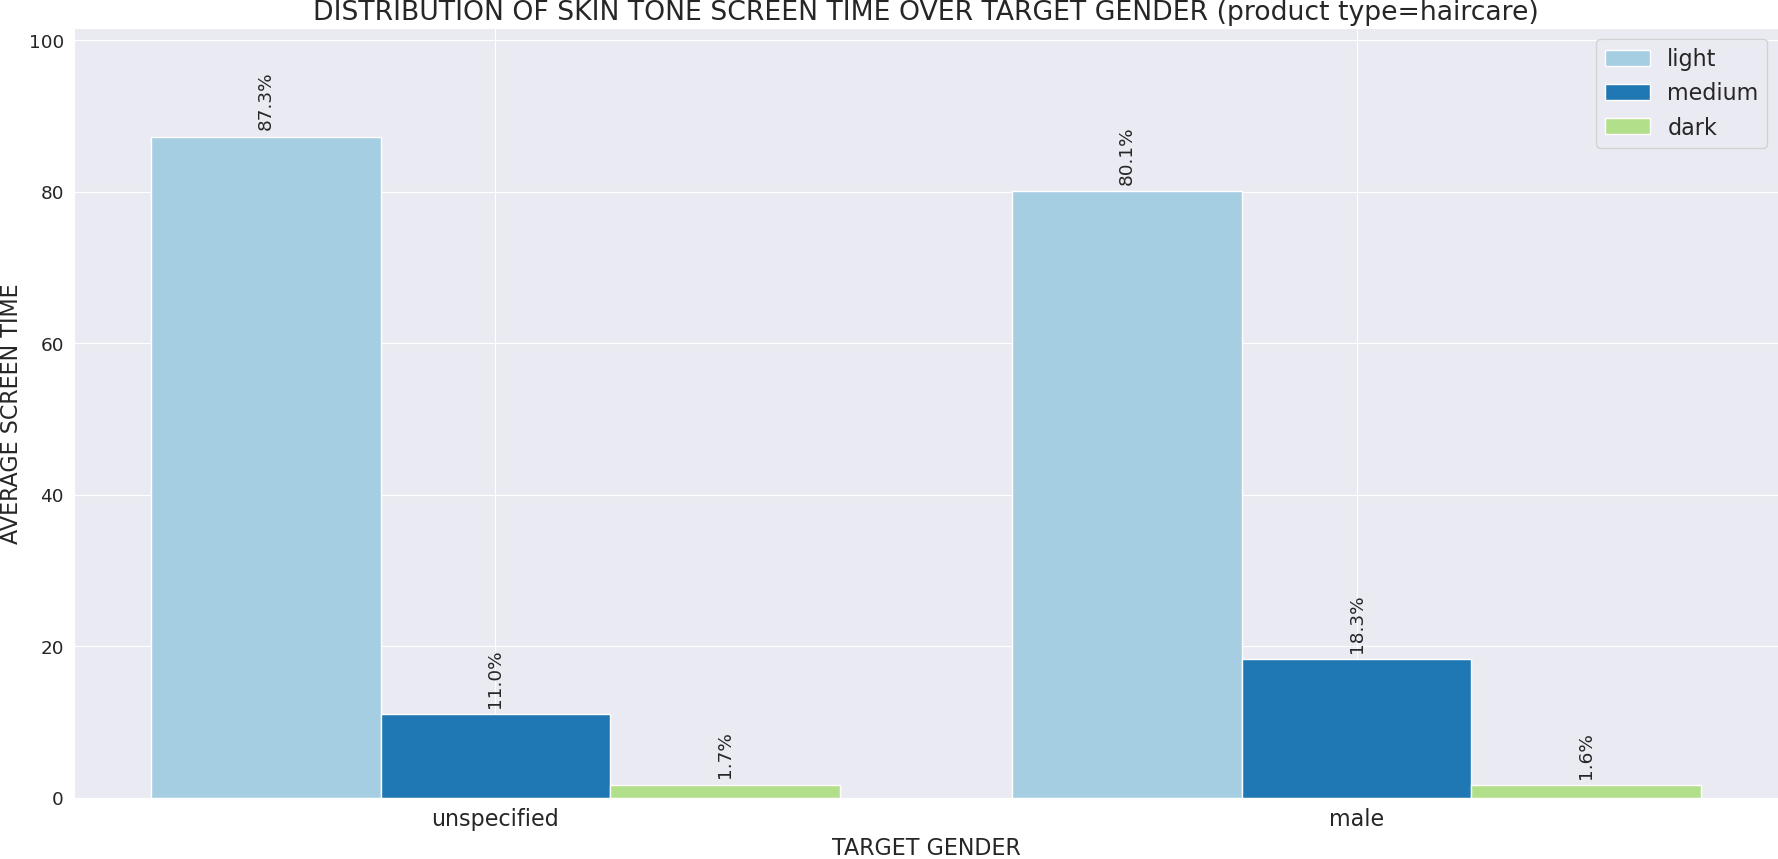 DISTRIBUTION OF SKIN TONE SCREEN TIME OVER TARGET GENDER (product type=haircare)
light
medium
dark
AVERAGE SCREEN TIME
100
80
60
40
20
0
87.3%
11.0%
1.7%
80.1%
18.3%
1.6%
unspecified
male
TARGET GENDER